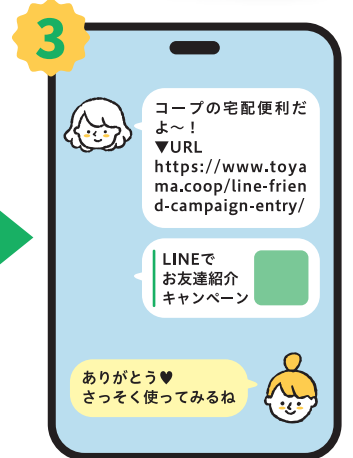 3
コープの宅配便利だ
よ～！
▼URL
https://www.toya
ma.coop/line-frien
d-campaign-entry/
LINEで
お友達紹介
キャンペーン
ありがとう♥
さっそく使ってみるね